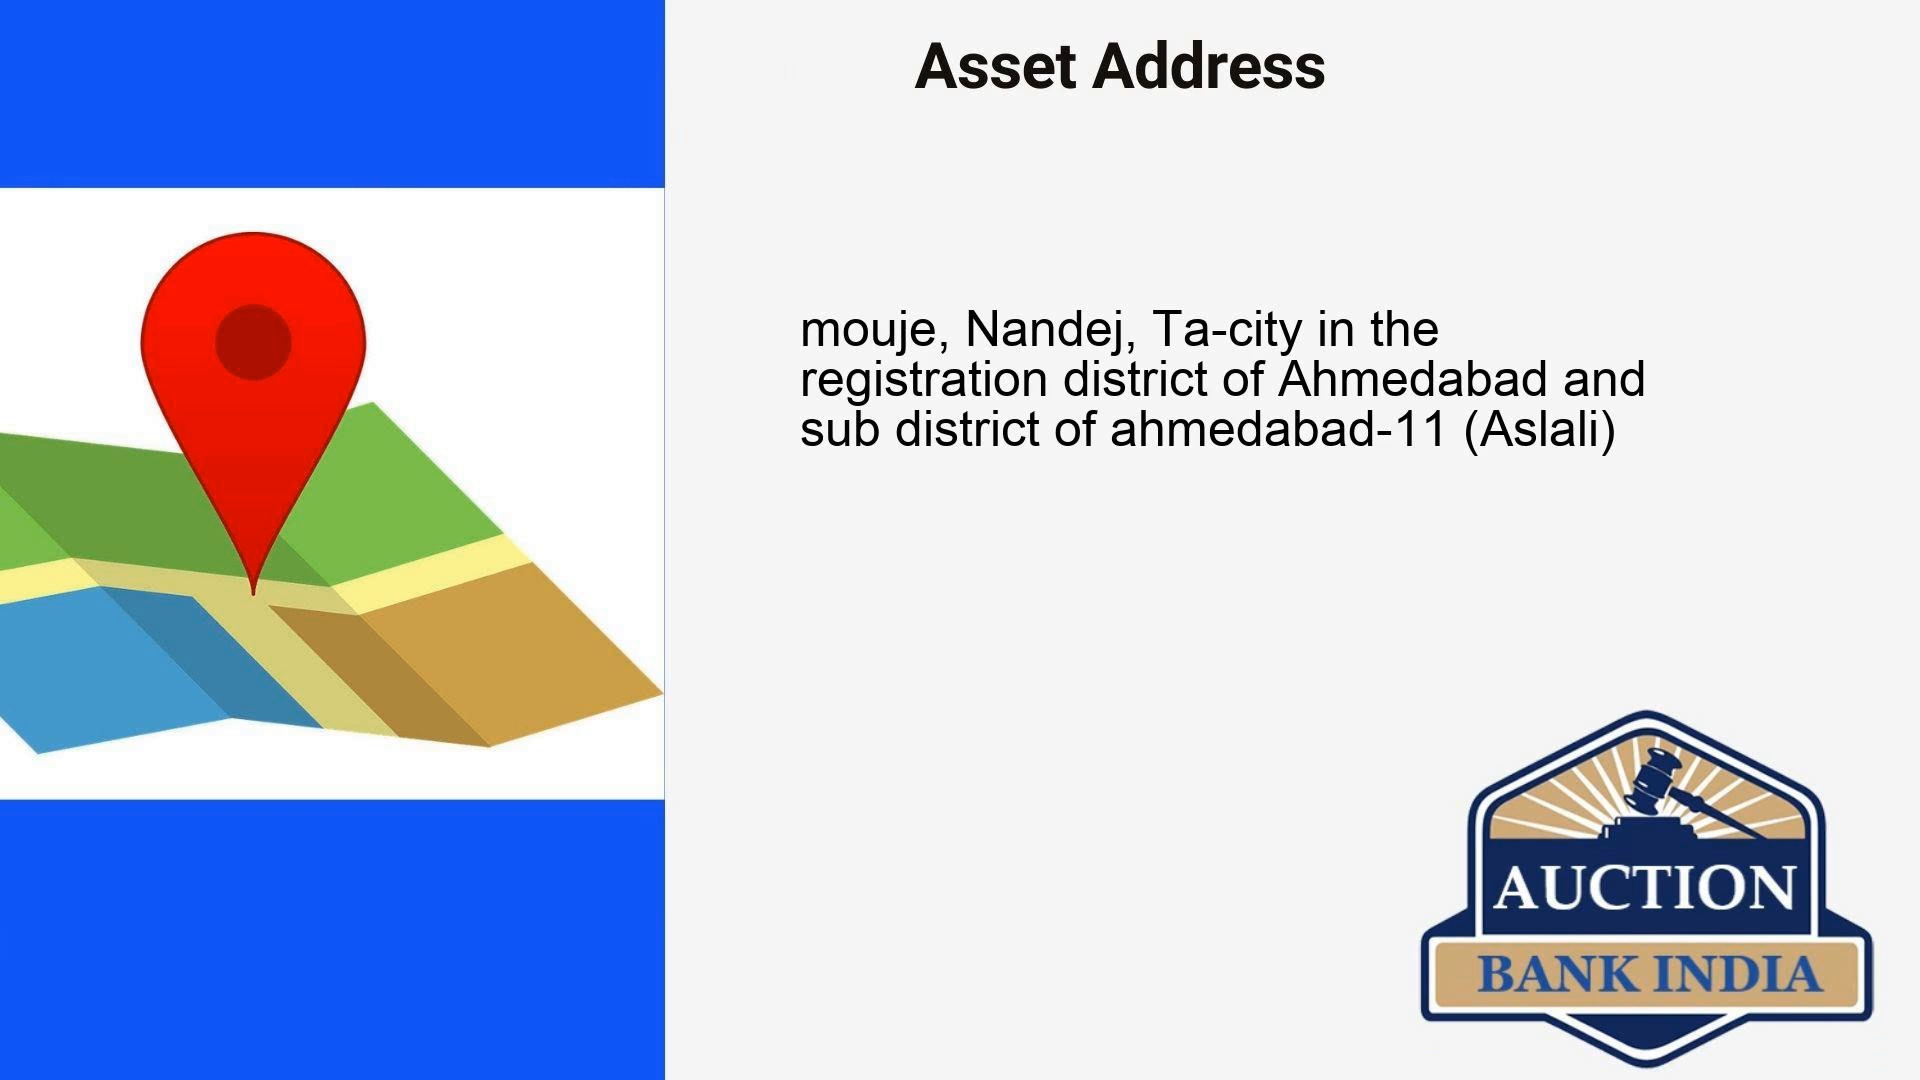 Asset Address
mouje, Nandej, Ta-city in the
registration district of Ahmedabad and
sub district of ahmedabad-11 (Aslali)
AUCTION
BANK INDIA